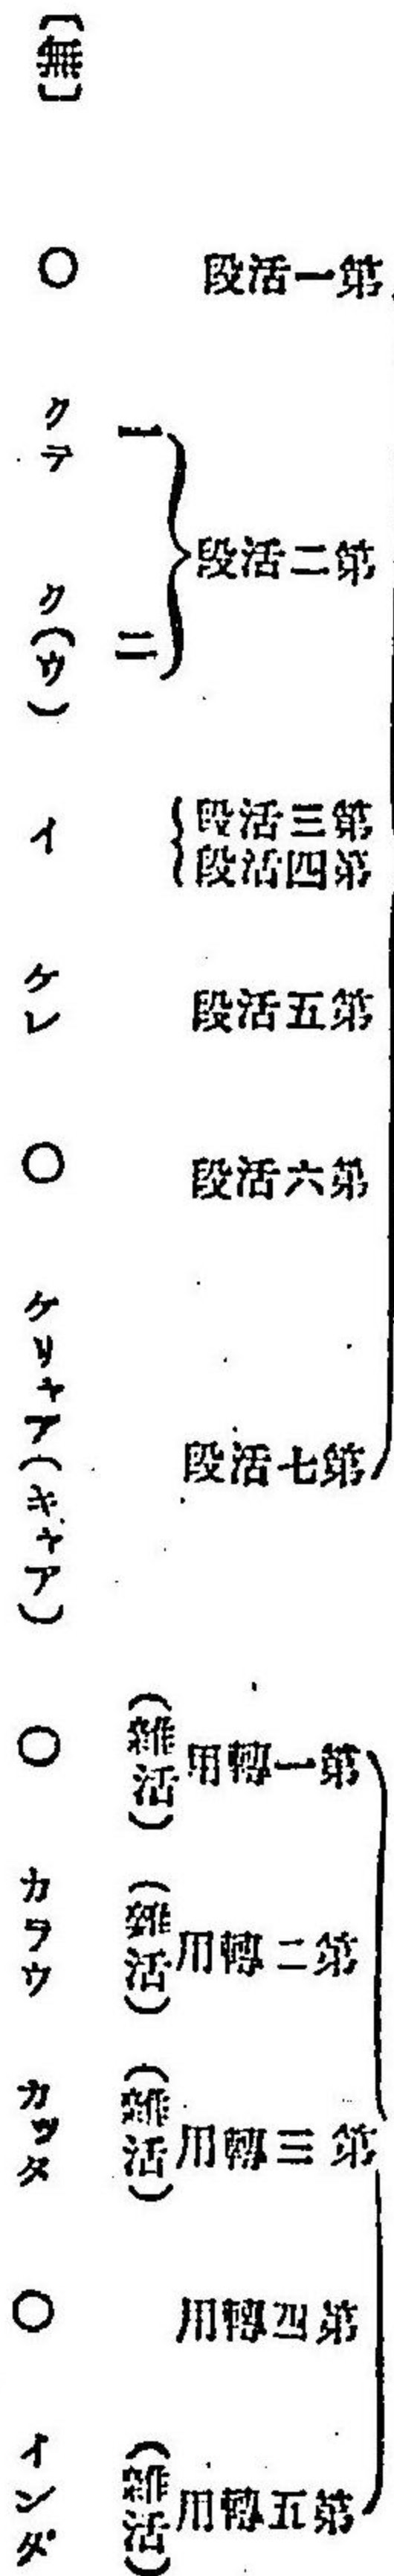 第一活段
第二活段
第三活段
第四活段
第五活段
第六活段
第七活段
第一轉用
第二轉用
第三轉用
第四轉用
第五轉用
一
二
(雜活)
(雜活)
(雜活)
(雜活)
〔無〕
○
クテ
ク(ウ)
イ
ケレ
○
ケリャア(キャア)
○
カラウ
カッタ
○
インダ